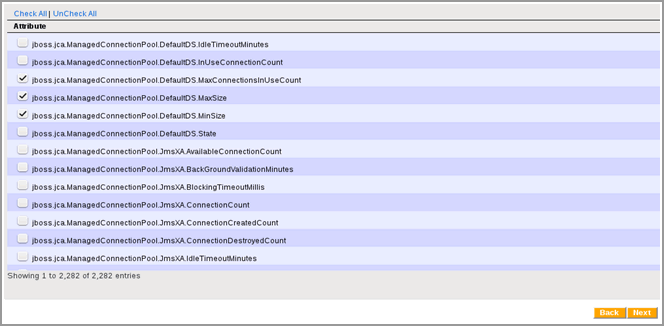 Check All | UnCheck All
Attribute
jboss.jca.ManagedConnectionPool.DefaultDS.IdleTimeoutMinutes
jboss.jca.ManagedConnectionPool.DefaultDS.InUseConnectionCount
jboss.jca.ManagedConnectionPool.DefaultDS.MaxConnectionsInUseCount
jboss.jca.ManagedConnectionPool.DefaultDS.MaxSize
jboss.jca.ManagedConnectionPool.DefaultDS.MinSize
jboss.jca.ManagedConnectionPool.DefaultDS.State
jboss.jca.ManagedConnectionPool.JmsXA.AvailableConnectionCount
jboss.jca.ManagedConnectionPool.JmsXA.BackGroundValidationMinutes
jboss.jca.ManagedConnectionPool.JmsXA.BlockingTimeoutMillis
jboss.jca.ManagedConnectionPool.JmsXA.ConnectionCount
jboss.jca.ManagedConnectionPool.JmsXA.ConnectionCreatedCount
jboss.jca.ManagedConnectionPool.JmsXA.ConnectionDestroyedCount
jboss.jca.ManagedConnectionPool.JmsXA.IdleTimeoutMinutes
Showing 1 to 2,282 of 2,282 entries
Back Next